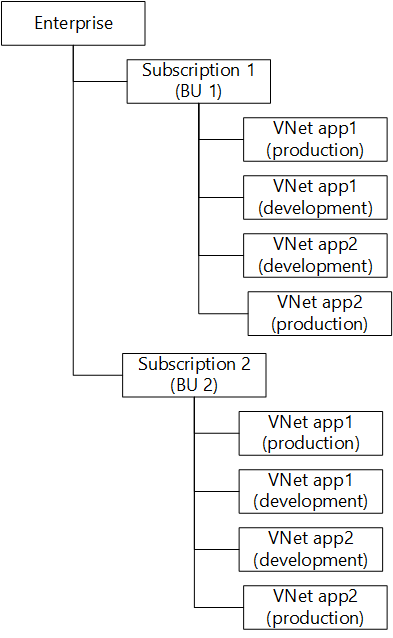 Enterprise
Subscription 1
(BU 1)
VNet app1
(production)
VNet app1
(development)
VNet app2
(development)
VNet app2
(production)
Subscription 2
(BU 2)
VNet app1
(production)
VNet app1
(development)
VNet app2
(development)
VNet app2
(production)